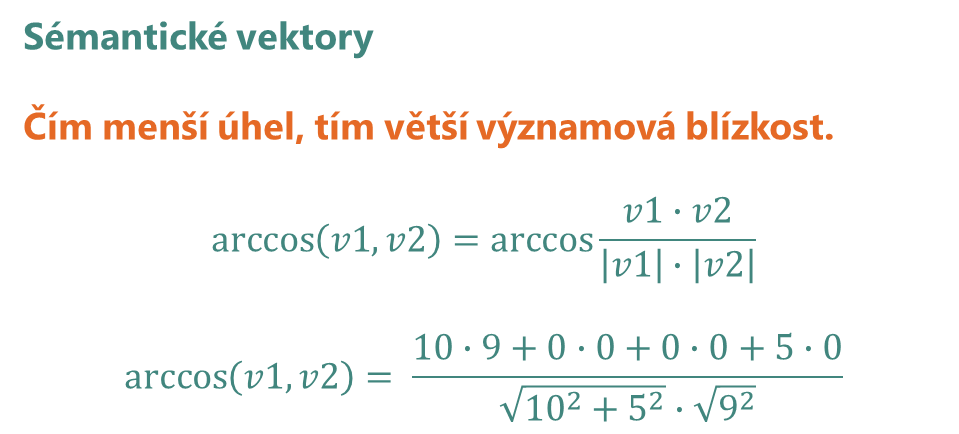 Sémantické vektory
Čím menší úhel, tím větší významová blízkost.
arccos(v1, v2) = arccos v1 · v2 / |v1| · |v2|
arccos(v1, v2) = 10 · 9 + 0 · 0 + 0 · 0 + 5 · 0 / √10² + 5² · √9²